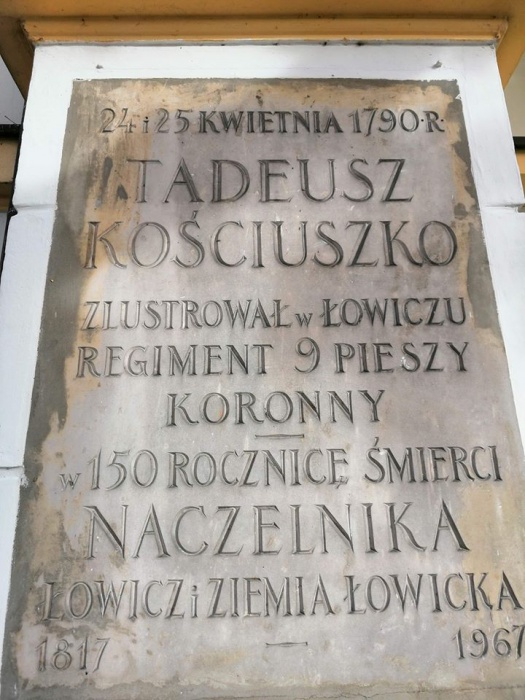 24 i 25 KWIETNIA 1790·R·
TADEUSZ
KOŚCIUSZKO
ZLUSTROWAŁ w ŁOWICZU
REGIMENT 9 PIESZY
KORONNY
w 150 ROCZNICĘ ŚMIERCI
NACZELNIKA
ŁOWICZ i ZIEMIA ŁOWICKA
1817 1967